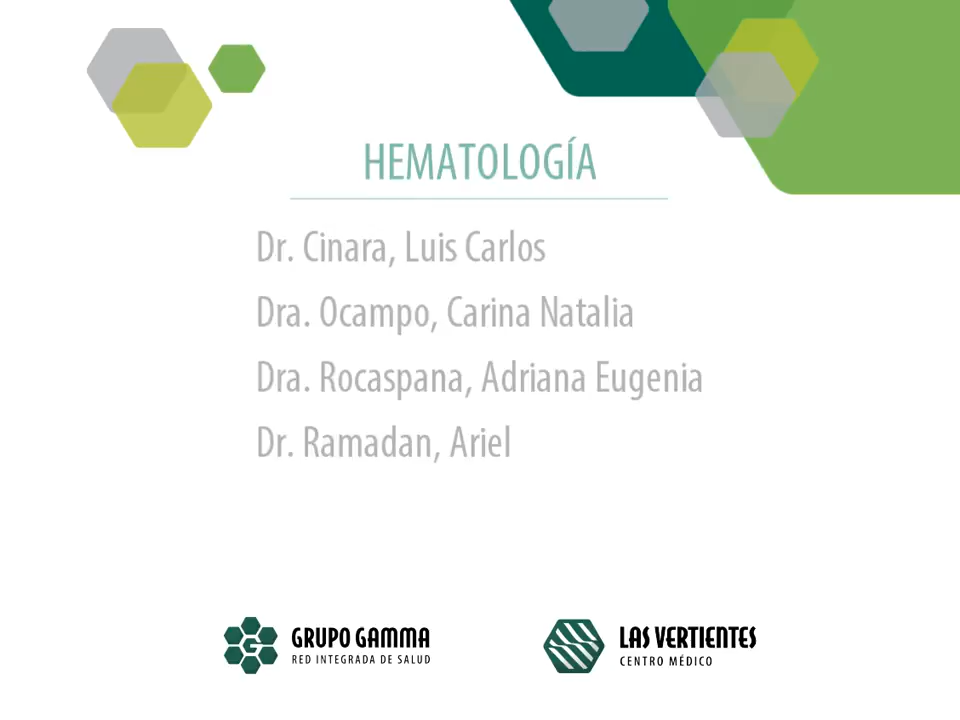 HEMATOLOGÍA
Dr. Cinara, Luis Carlos
Dra. Ocampo, Carina Natalia
Dra. Rocaspana, Adriana Eugenia
Dr. Ramadan, Ariel
GRUPO GAMMA
RED INTEGRADA DE SALUD
LAS VERTIENTES
CENTRO MÉDICO